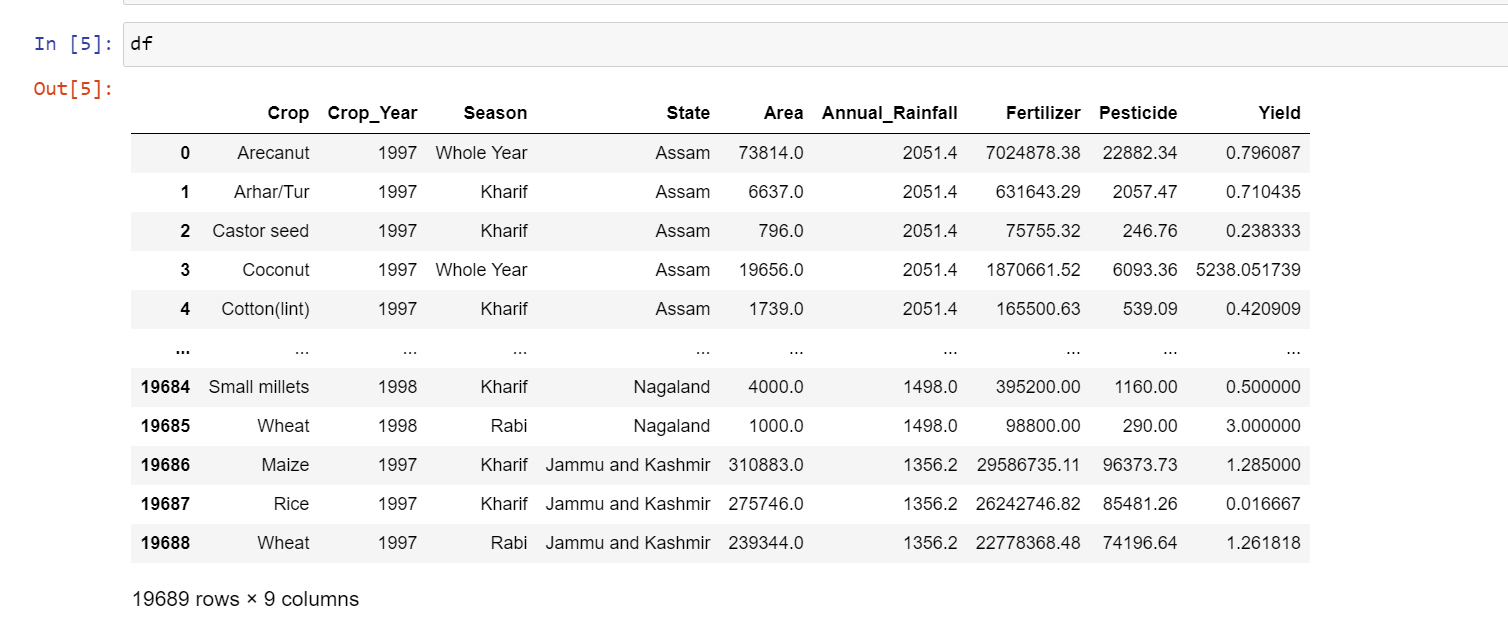 In [5]: df
Out[5]:
Crop Crop_Year Season State Area Annual_Rainfall Fertilizer Pesticide Yield
0 Arecanut 1997 Whole Year Assam 73814.0 2051.4 7024878.38 22882.34 0.796087
1 Arhar/Tur 1997 Kharif Assam 6637.0 2051.4 631643.29 2057.47 0.710435
2 Castor seed 1997 Kharif Assam 796.0 2051.4 75755.32 246.76 0.238333
3 Coconut 1997 Whole Year Assam 19656.0 2051.4 1870661.52 6093.36 5238.051739
4 Cotton(lint) 1997 Kharif Assam 1739.0 2051.4 165500.63 539.09 0.420909
... ... ... ... ... ... ... ... ... ...
19684 Small millets 1998 Kharif Nagaland 4000.0 1498.0 395200.00 1160.00 0.500000
19685 Wheat 1998 Rabi Nagaland 1000.0 1498.0 98800.00 290.00 3.000000
19686 Maize 1997 Kharif Jammu and Kashmir 310883.0 1356.2 29586735.11 96373.73 1.285000
19687 Rice 1997 Kharif Jammu and Kashmir 275746.0 1356.2 26242746.82 85481.26 0.016667
19688 Wheat 1997 Rabi Jammu and Kashmir 239344.0 1356.2 22778368.48 74196.64 1.261818
19689 rows × 9 columns